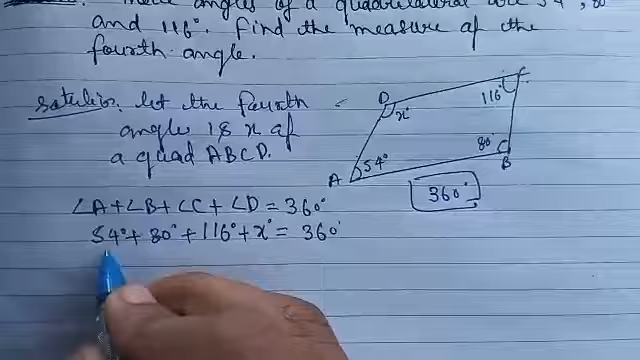 angles of a quadrilateral are 54°, 80°
and 116°. Find the measure of the
fourth angle.
Solution: let the fourth
angle is x of
a quad ABCD.
D
x°
C
116°
80°
B
A
54°
360°
∠A+∠B+∠C+∠D=360°
54°+80°+116°+x°= 360°